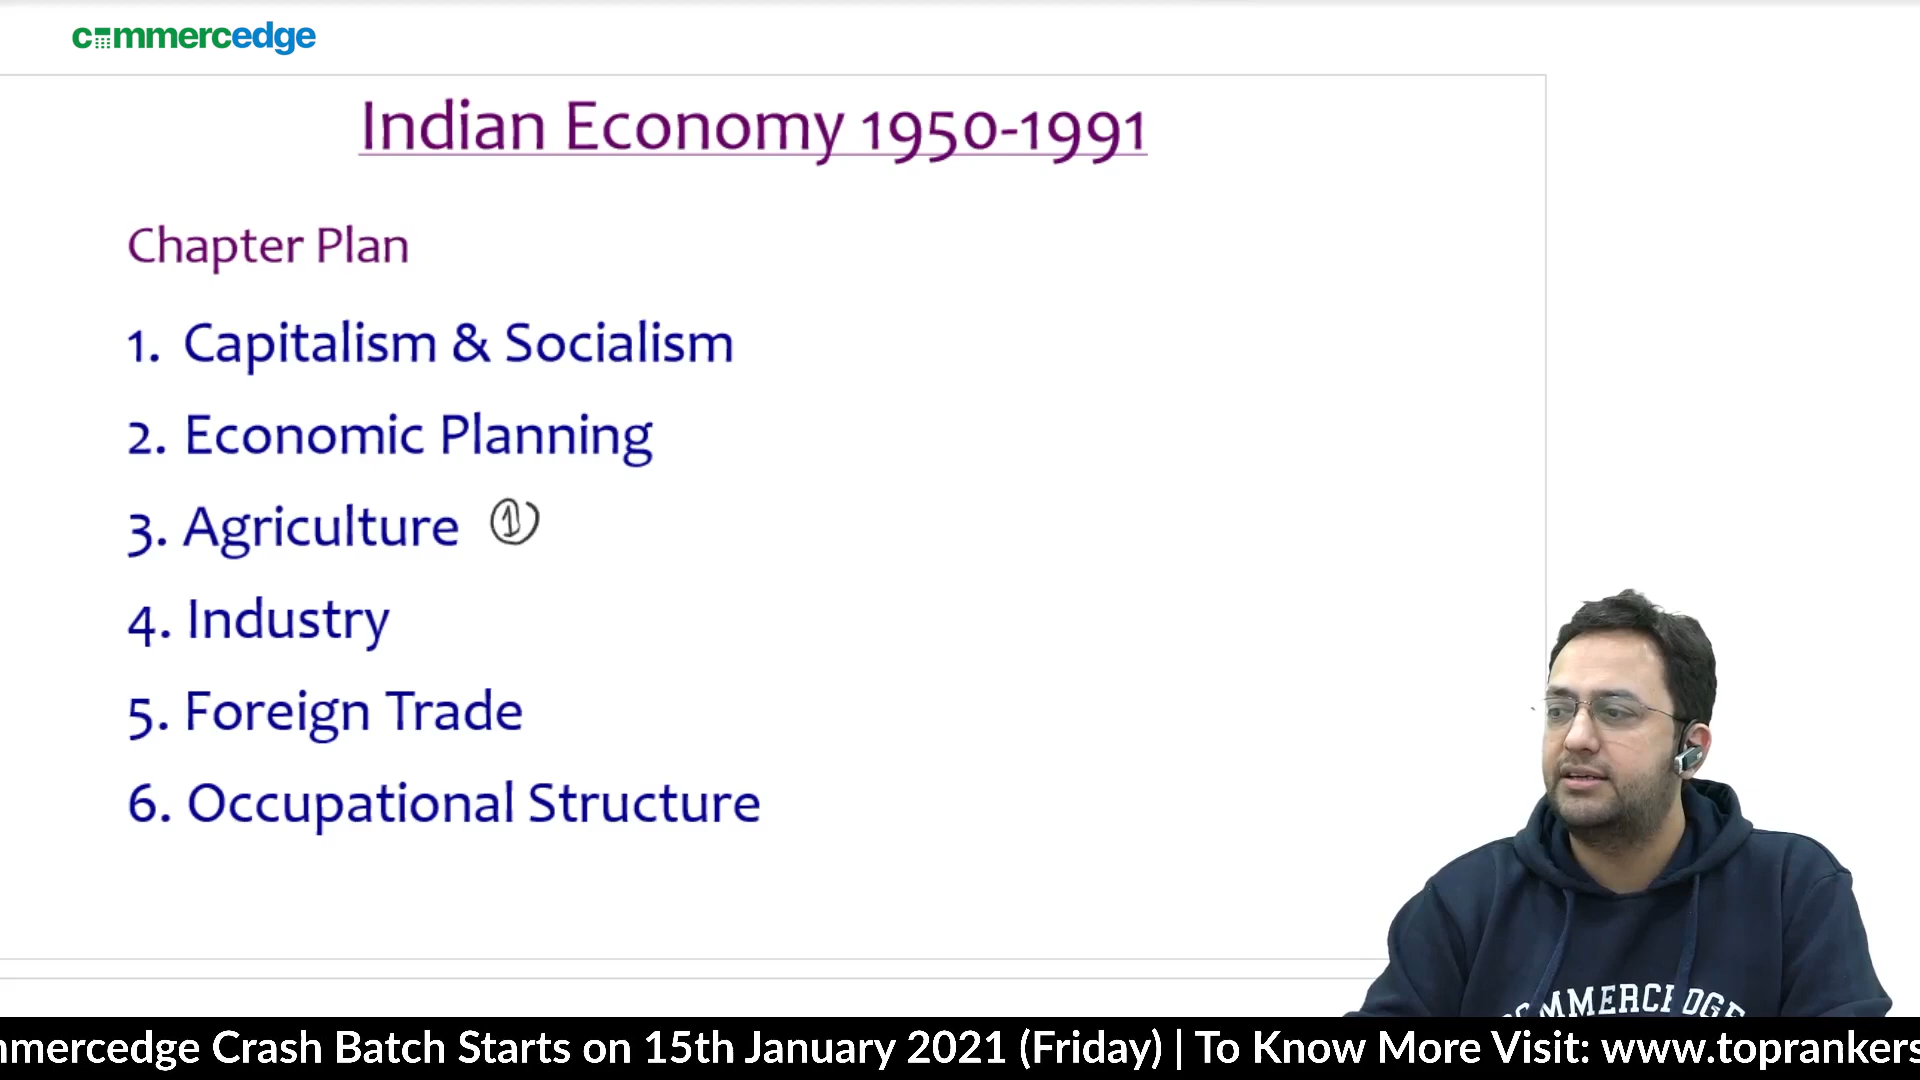 commercedge
Indian Economy 1950-1991
Chapter Plan
1. Capitalism & Socialism
2. Economic Planning
3. Agriculture ①
4. Industry
5. Foreign Trade
6. Occupational Structure
COMMERCEDGE
mmercedge Crash Batch Starts on 15th January 2021 (Friday) | To Know More Visit: www.toprankers